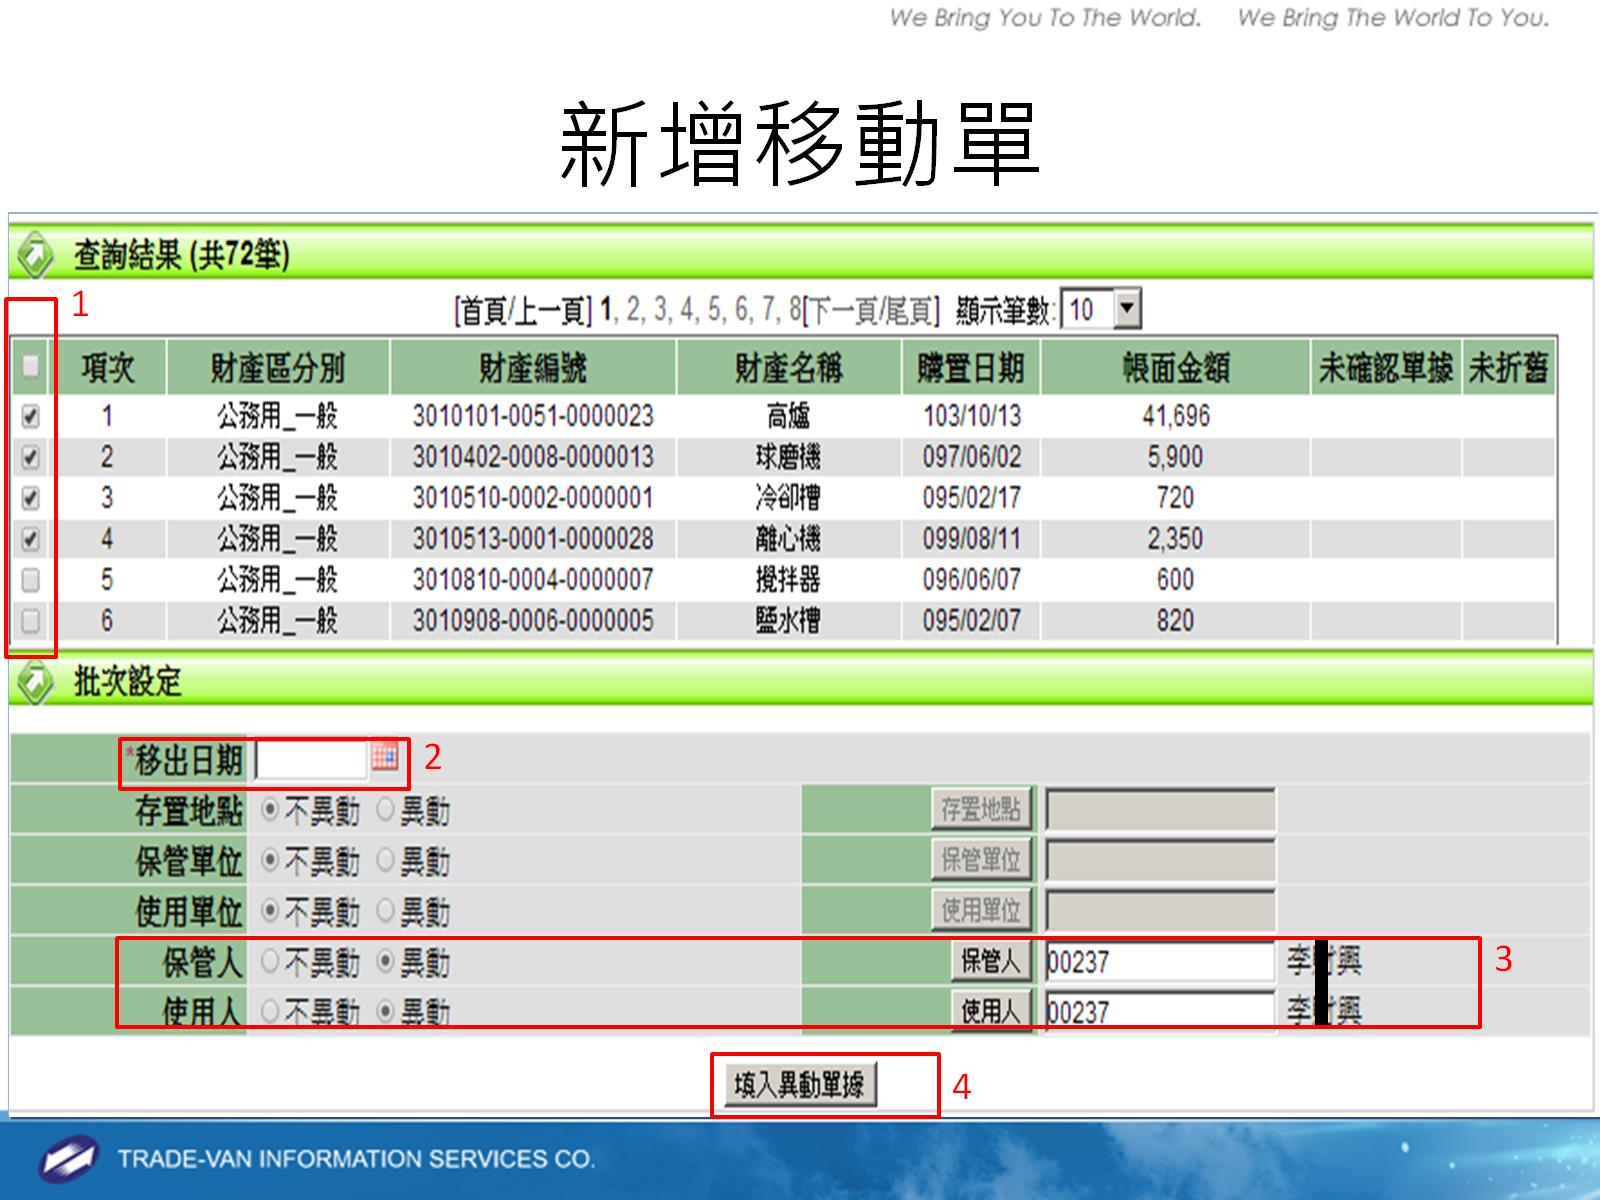 We Bring You To The World. We Bring The World To You.
新增移動單
查詢結果 (共72筆)
1
[首頁/上一頁] 1, 2, 3, 4, 5, 6, 7, 8[下一頁/尾頁] 顯示筆數: 10
項次 財產區分別 財產編號 財產名稱 購置日期 帳面金額 未確認單據 未折舊
1 公務用_一般 3010101-0051-0000023 高爐 103/10/13 41,696
2 公務用_一般 3010402-0008-0000013 球磨機 097/06/02 5,900
3 公務用_一般 3010510-0002-0000001 冷卻槽 095/02/17 720
4 公務用_一般 3010513-0001-0000028 離心機 099/08/11 2,350
5 公務用_一般 3010810-0004-0000007 攪拌器 096/06/07 600
6 公務用_一般 3010908-0006-0000005 鹽水槽 095/02/07 820
批次設定
*移出日期 2
存置地點 不異動 異動 存置地點
保管單位 不異動 異動 保管單位
使用單位 不異動 異動 使用單位
保管人 不異動 異動 保管人 00237 李 興 3
使用人 不異動 異動 使用人 00237 李 興
填入異動單據 4
TRADE-VAN INFORMATION SERVICES CO.